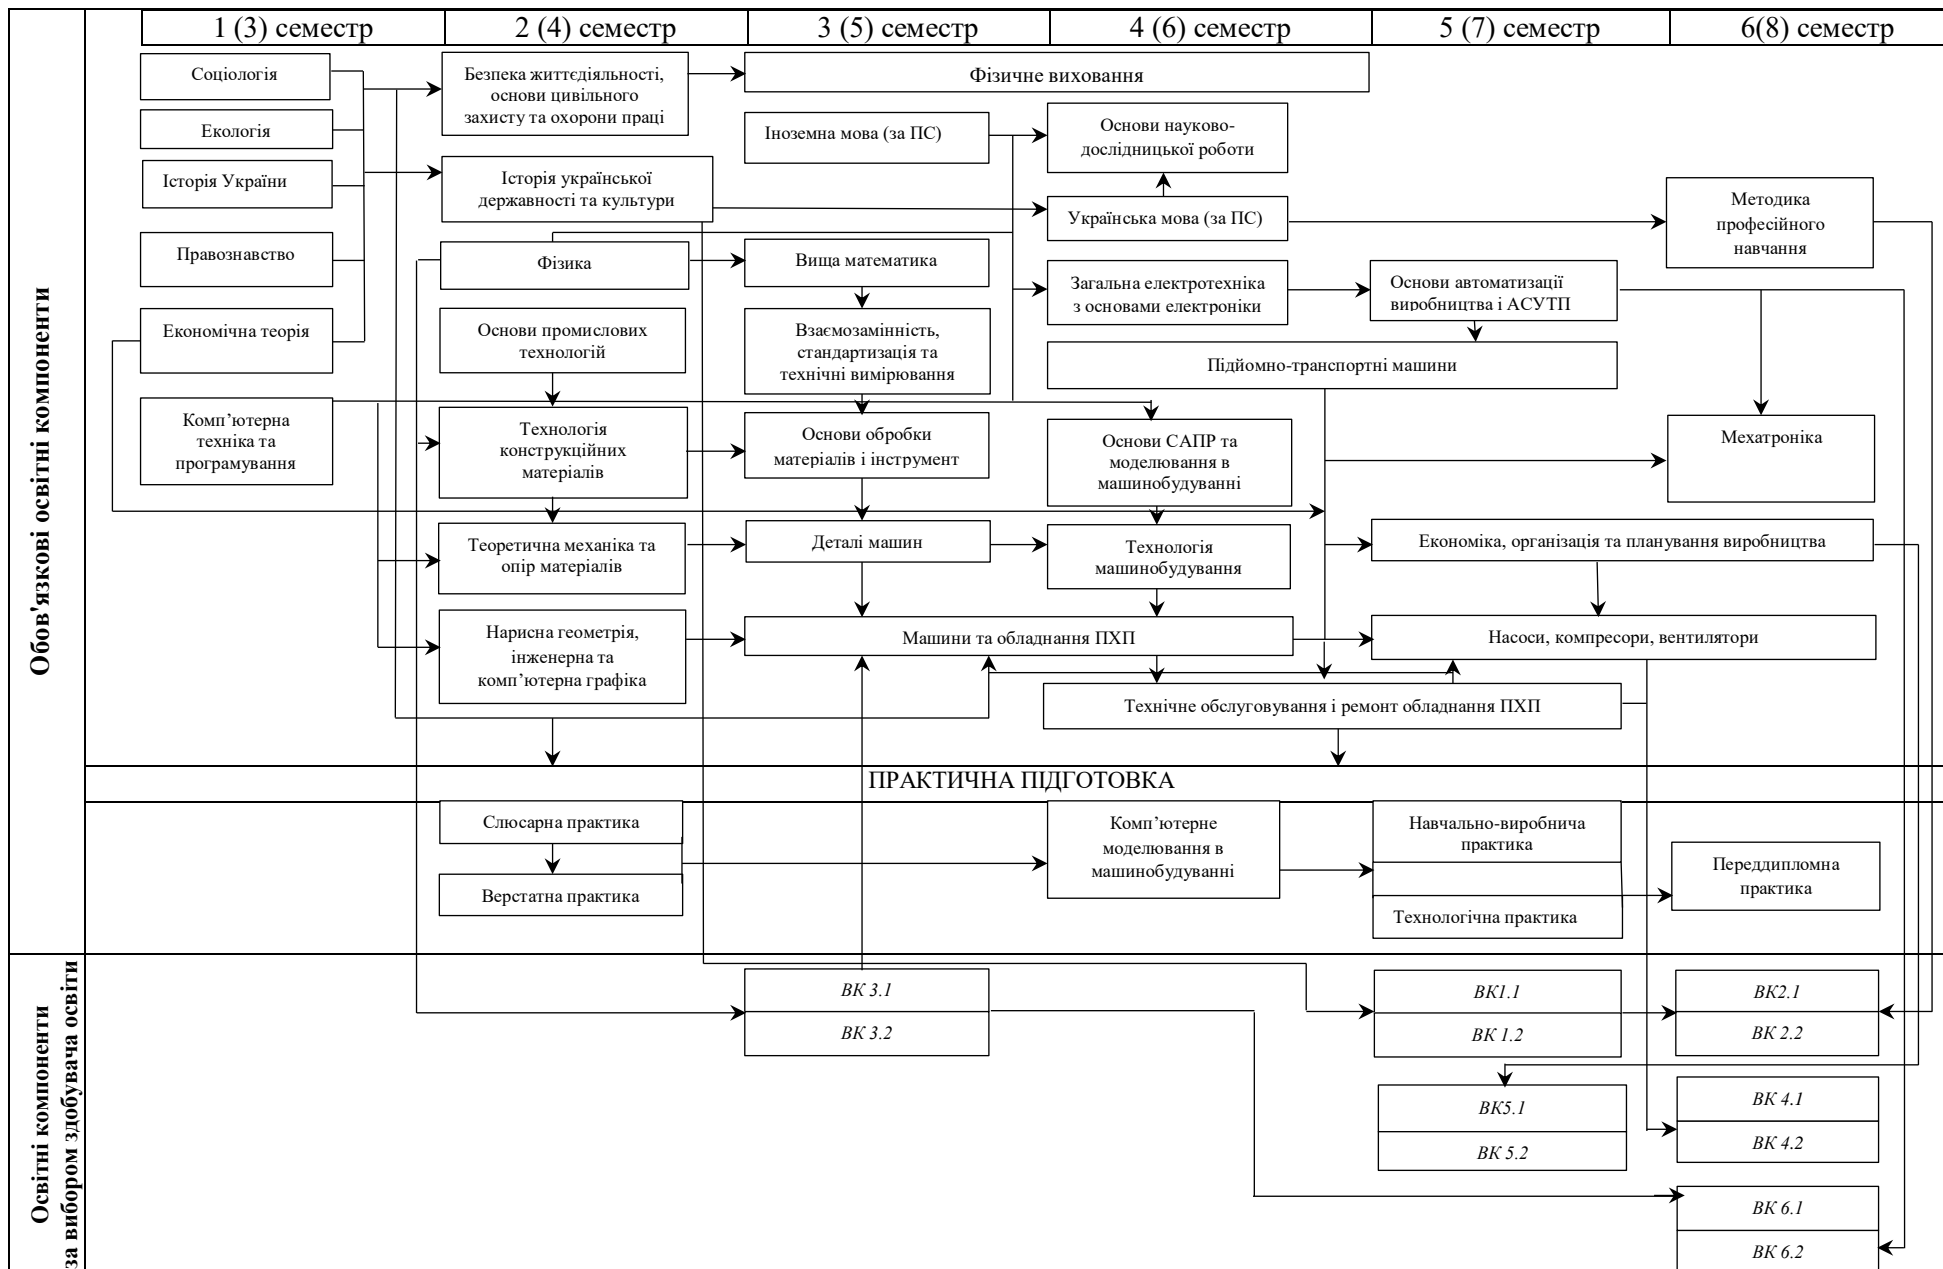 1 (3) семестр
2 (4) семестр
3 (5) семестр
4 (6) семестр
5 (7) семестр
6(8) семестр
Обов'язкові освітні компоненти
Соціологія
Екологія
Історія України
Правознавство
Економічна теорія
Комп’ютерна
техніка та
програмування
Безпека життєдіяльності,
основи цивільного
захисту та охорони праці
Історія української
державності та культури
Фізика
Основи промислових
технологій
Технологія
конструкційних
матеріалів
Теоретична механіка та
опір матеріалів
Нарисна геометрія,
інженерна та
комп’ютерна графіка
Фізичне виховання
Іноземна мова (за ПС)
Вища математика
Взаємозамінність,
стандартизація та
технічні вимірювання
Основи обробки
матеріалів і інструмент
Деталі машин
Машини та обладнання ПХП
Основи науково-
дослідницької роботи
Українська мова (за ПС)
Загальна електротехніка
з основами електроніки
Підйомно-транспортні машини
Основи САПР та
моделювання в
машинобудуванні
Технологія
машинобудування
Технічне обслуговування і ремонт обладнання ПХП
Основи автоматизації
виробництва і АСУТП
Економіка, організація та планування виробництва
Насоси, компресори, вентилятори
Методика
професійного
навчання
Мехатроніка
ПРАКТИЧНА ПІДГОТОВКА
Слюсарна практика
Верстатна практика
Комп’ютерне
моделювання в
машинобудуванні
Навчально-виробнича
практика
Технологічна практика
Переддипломна
практика
Освітні компоненти
за вибором здобувача освіти
ВК 3.1
ВК 3.2
ВК1.1
ВК 1.2
ВК2.1
ВК 2.2
ВК5.1
ВК 5.2
ВК 4.1
ВК 4.2
ВК 6.1
ВК 6.2